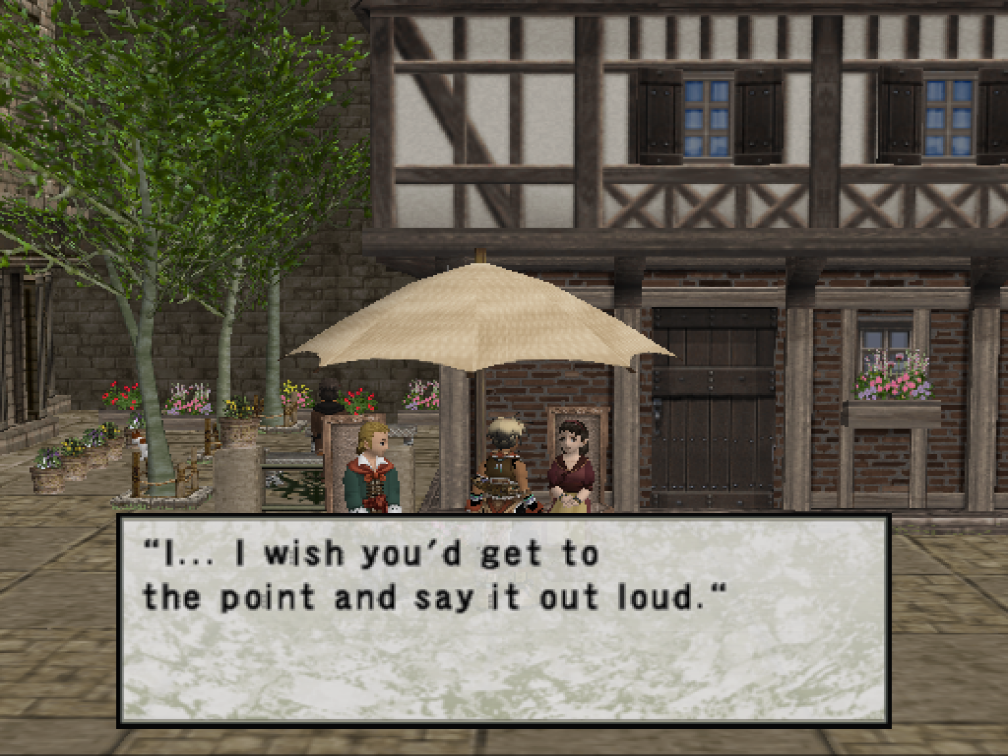 “I... I wish you'd get to
the point and say it out loud.“